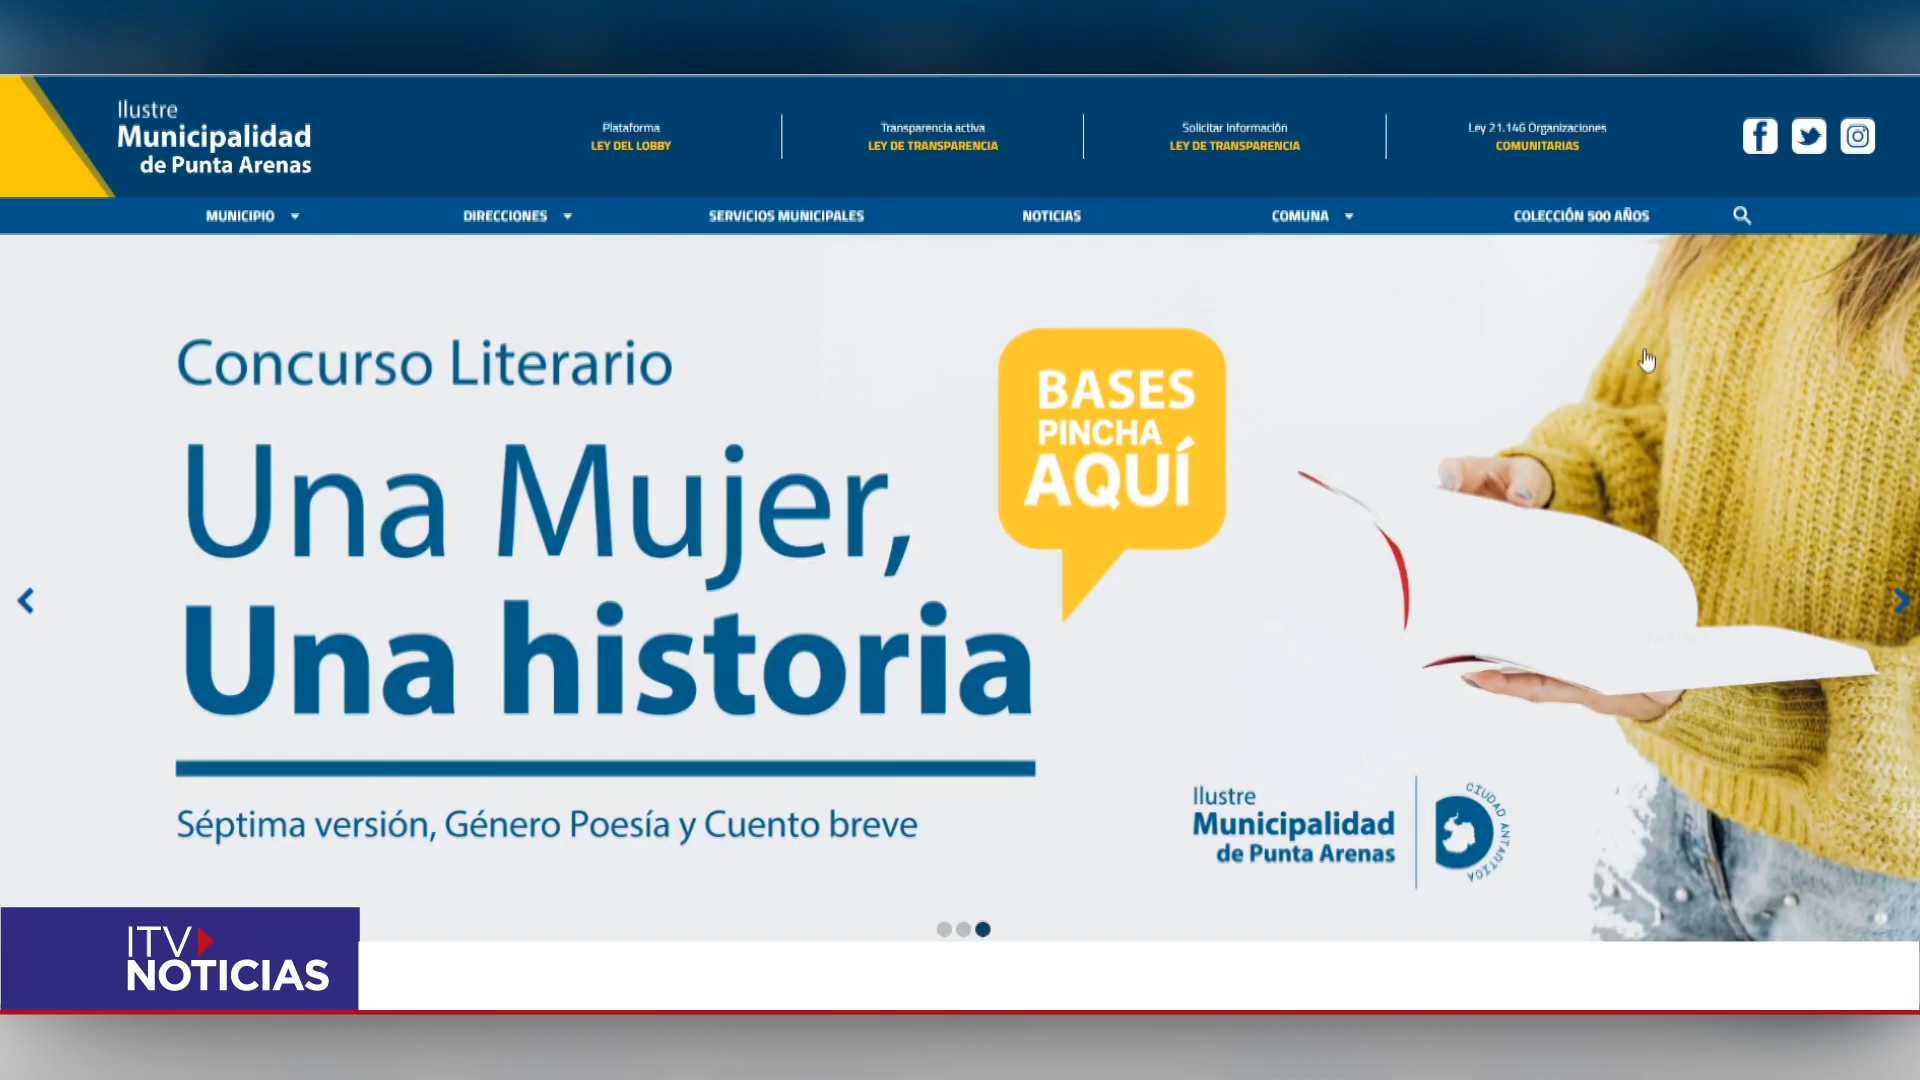 Ilustre
Municipalidad
de Punta Arenas
Plataforma
LEY DEL LOBBY
Transparencia activa
LEY DE TRANSPARENCIA
Solicitar Información
LEY DE TRANSPARENCIA
Ley 21.146 Organizaciones
COMUNITARIAS
MUNICIPIO
DIRECCIONES
SERVICIOS MUNICIPALES
NOTICIAS
COMUNA
COLECCIÓN 500 AÑOS
Concurso Literario
Una Mujer,
Una historia
BASES
PINCHA
AQUÍ
Séptima versión, Género Poesía y Cuento breve
Ilustre
Municipalidad
de Punta Arenas
CIUDAD ANTARTICA
ITV
NOTICIAS